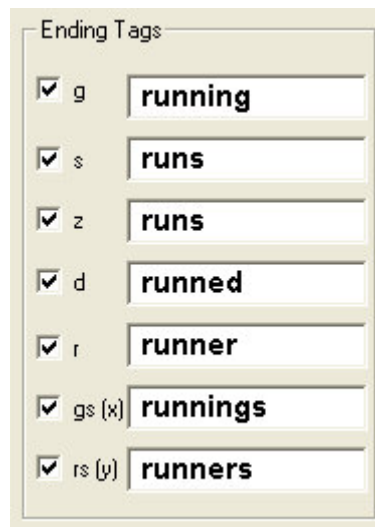 Ending Tags
g running
s runs
z runs
d runned
r runner
gs (x) runnings
rs (y) runners